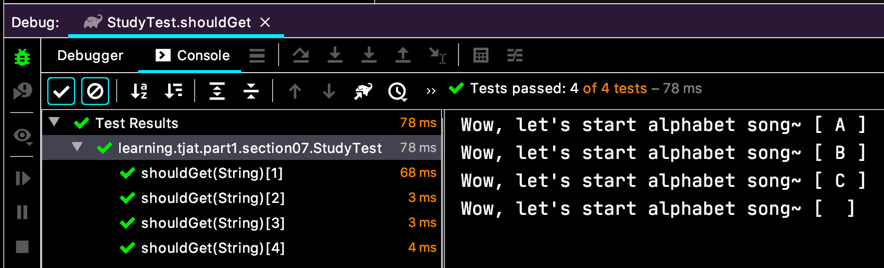 Debug: StudyTest.shouldGet ×
Debugger Console
✔ Tests passed: 4 of 4 tests – 78 ms
Test Results 78 ms
learning.tjat.part1.section07.StudyTest 78 ms
shouldGet(String)[1] 68 ms
shouldGet(String)[2] 3 ms
shouldGet(String)[3] 3 ms
shouldGet(String)[4] 4 ms
Wow, let's start alphabet song~ [ A ]
Wow, let's start alphabet song~ [ B ]
Wow, let's start alphabet song~ [ C ]
Wow, let's start alphabet song~ [   ]